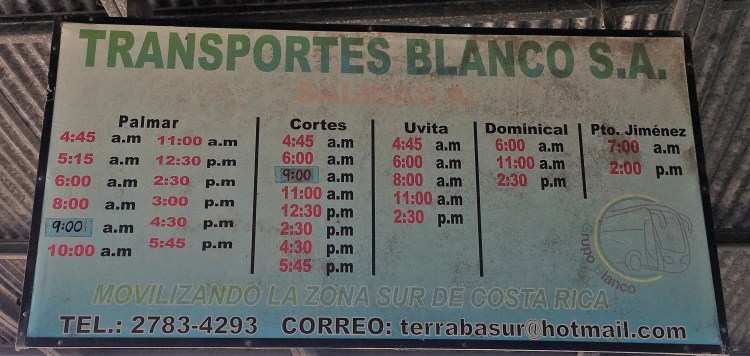 TRANSPORTES BLANCO S.A.
SALIDAS A:
Palmar
4:45 a.m 11:00 a.m
5:15 a.m 12:30 p.m
6:00 a.m 2:30 p.m
8:00 a.m 3:00 p.m
9:00 a.m 4:30 p.m
10:00 a.m 5:45 p.m
Cortes
4:45 a.m
6:00 a.m
9:00 a.m
11:00 a.m
12:30 p.m
2:30 p.m
4:30 p.m
5:45 p.m
Uvita
4:45 a.m
6:00 a.m
8:00 a.m
11:00 a.m
2:30 p.m
Dominical
6:00 a.m
11:00 a.m
2:30 p.m
Pto. Jiménez
7:00 a.m
2:00 p.m
Grupo Blanco
MOVILIZANDO LA ZONA SUR DE COSTA RICA
TEL.: 2783-4293 CORREO: terrabasur@hotmail.com